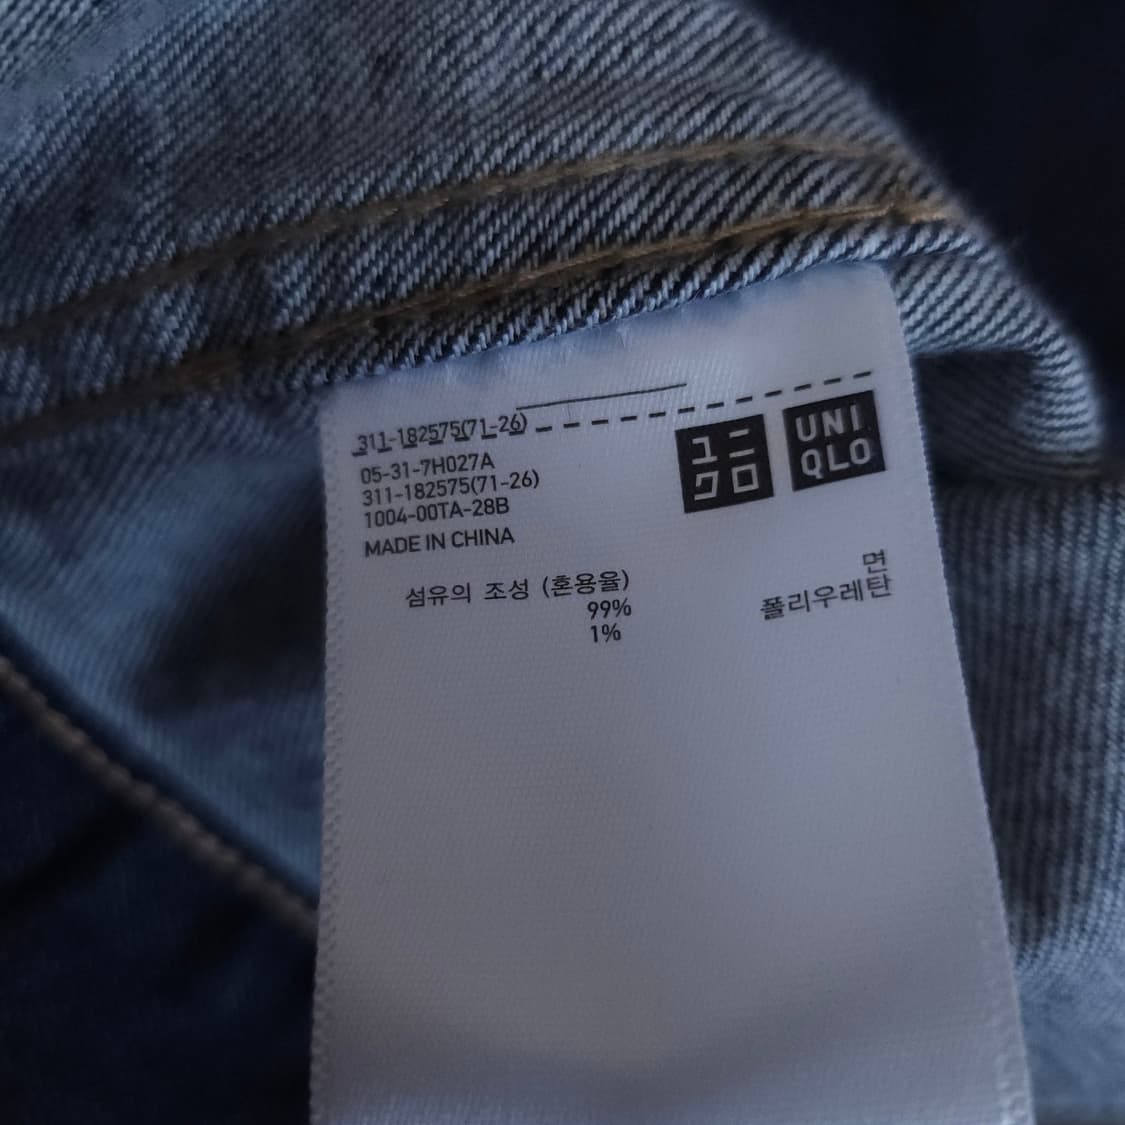 311-182575(71-26)
05-31-7H027A
311-182575(71-26)
1004-00TA-28B
MADE IN CHINA
ユニ
クロ
UNI
QLO
섬유의 조성 (혼용율)
99% 면
1% 폴리우레탄